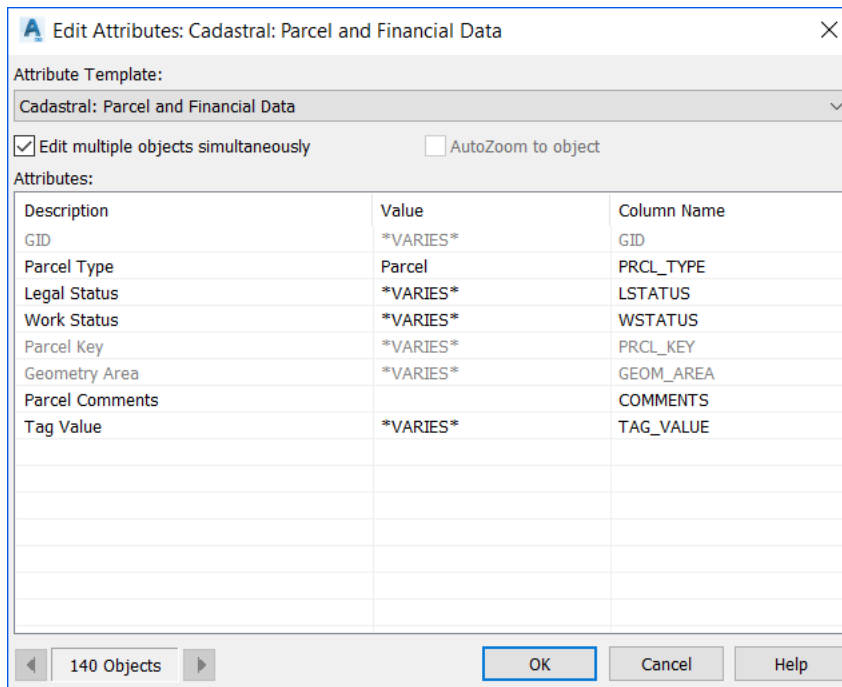 Edit Attributes: Cadastral: Parcel and Financial Data
Attribute Template:
Cadastral: Parcel and Financial Data
Edit multiple objects simultaneously AutoZoom to object
Attributes:
Description Value Column Name
GID *VARIES* GID
Parcel Type Parcel PRCL_TYPE
Legal Status *VARIES* LSTATUS
Work Status *VARIES* WSTATUS
Parcel Key *VARIES* PRCL_KEY
Geometry Area *VARIES* GEOM_AREA
Parcel Comments COMMENTS
Tag Value *VARIES* TAG_VALUE
140 Objects OK Cancel Help